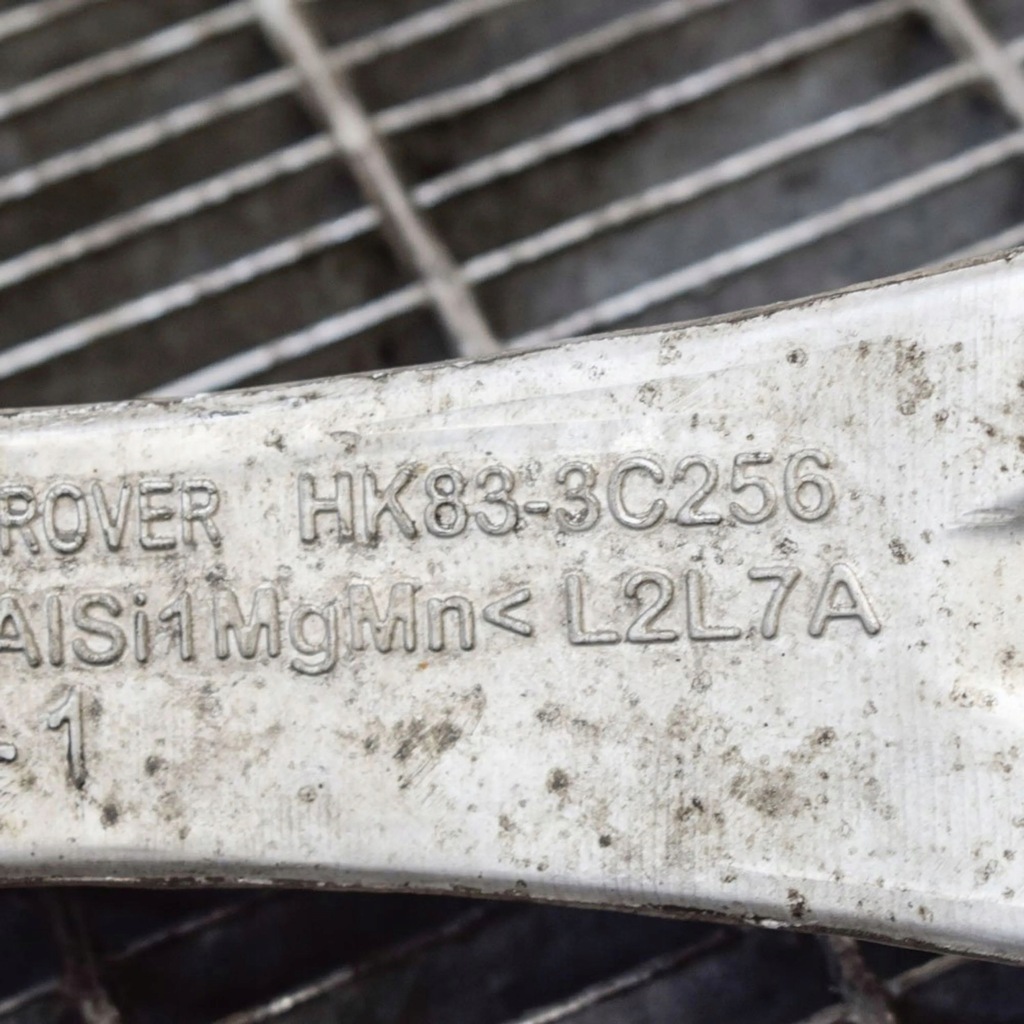 ROVER HK83-3C256
AlSi1MgMn< L2L7A
- 1